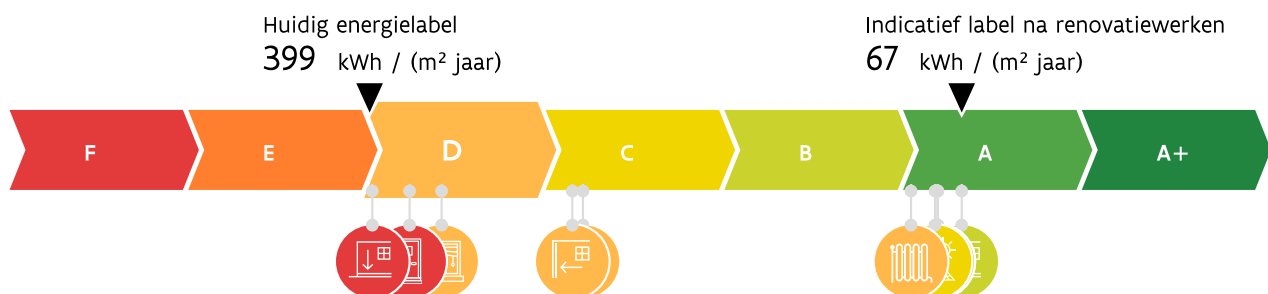 Huidig energielabel
399 kWh / (m² jaar)
Indicatief label na renovatiewerken
67 kWh / (m² jaar)
F E D C B A A+